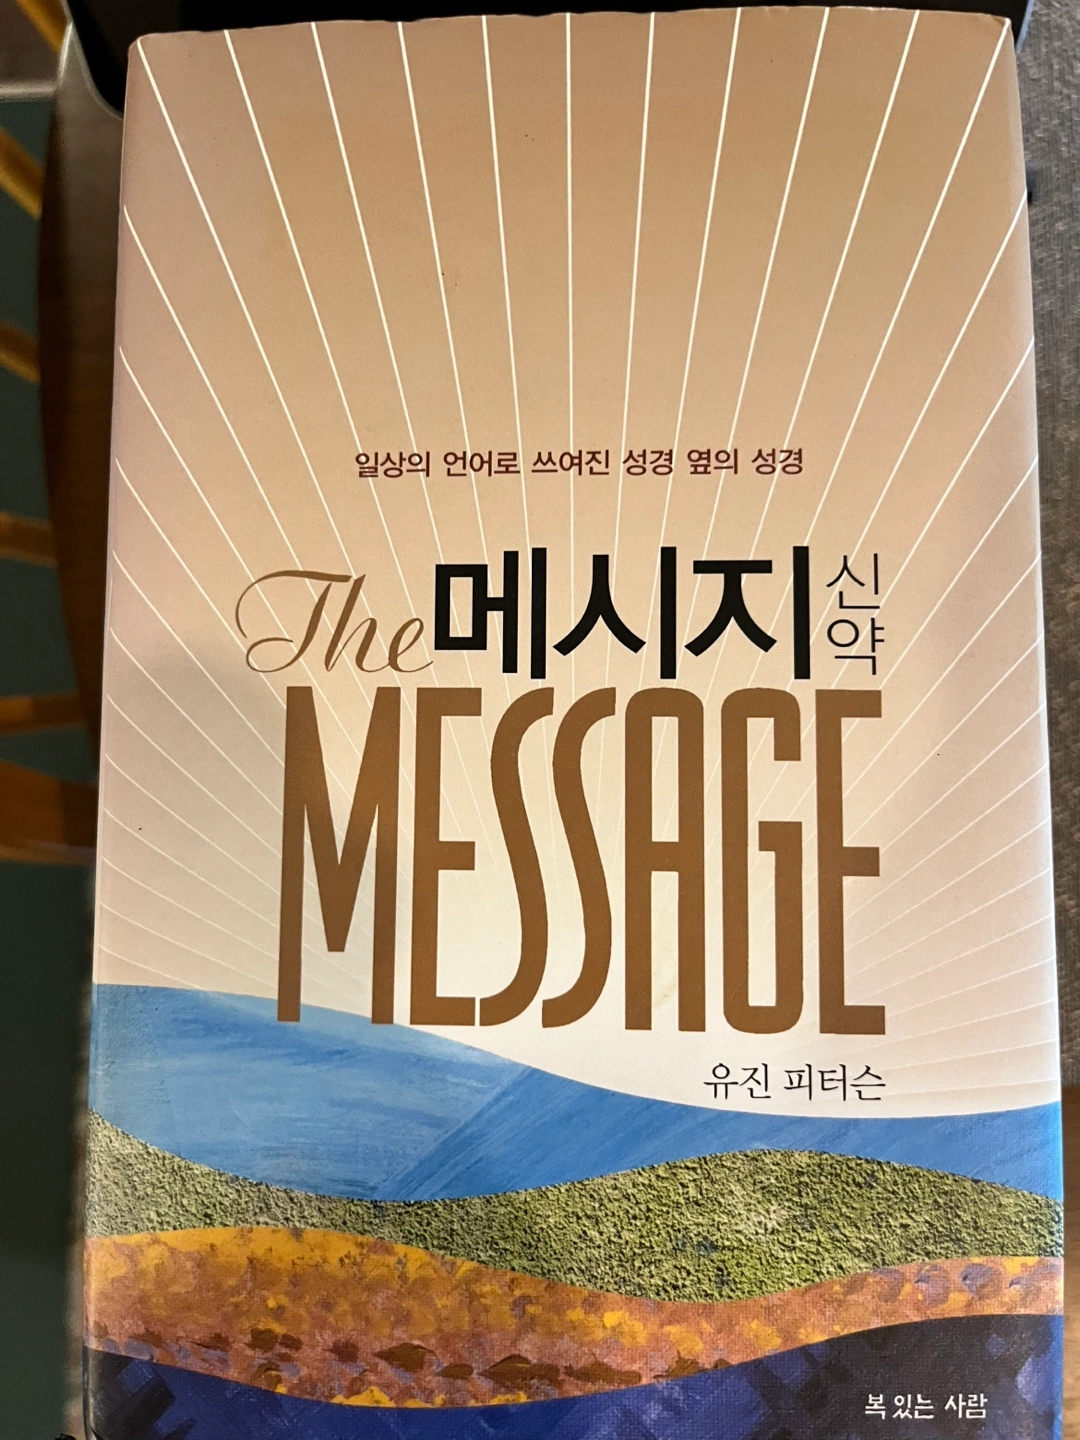 일상의 언어로 쓰여진 성경 옆의 성경
The 메시지 신약
MESSAGE
유진 피터슨
복 있는 사람